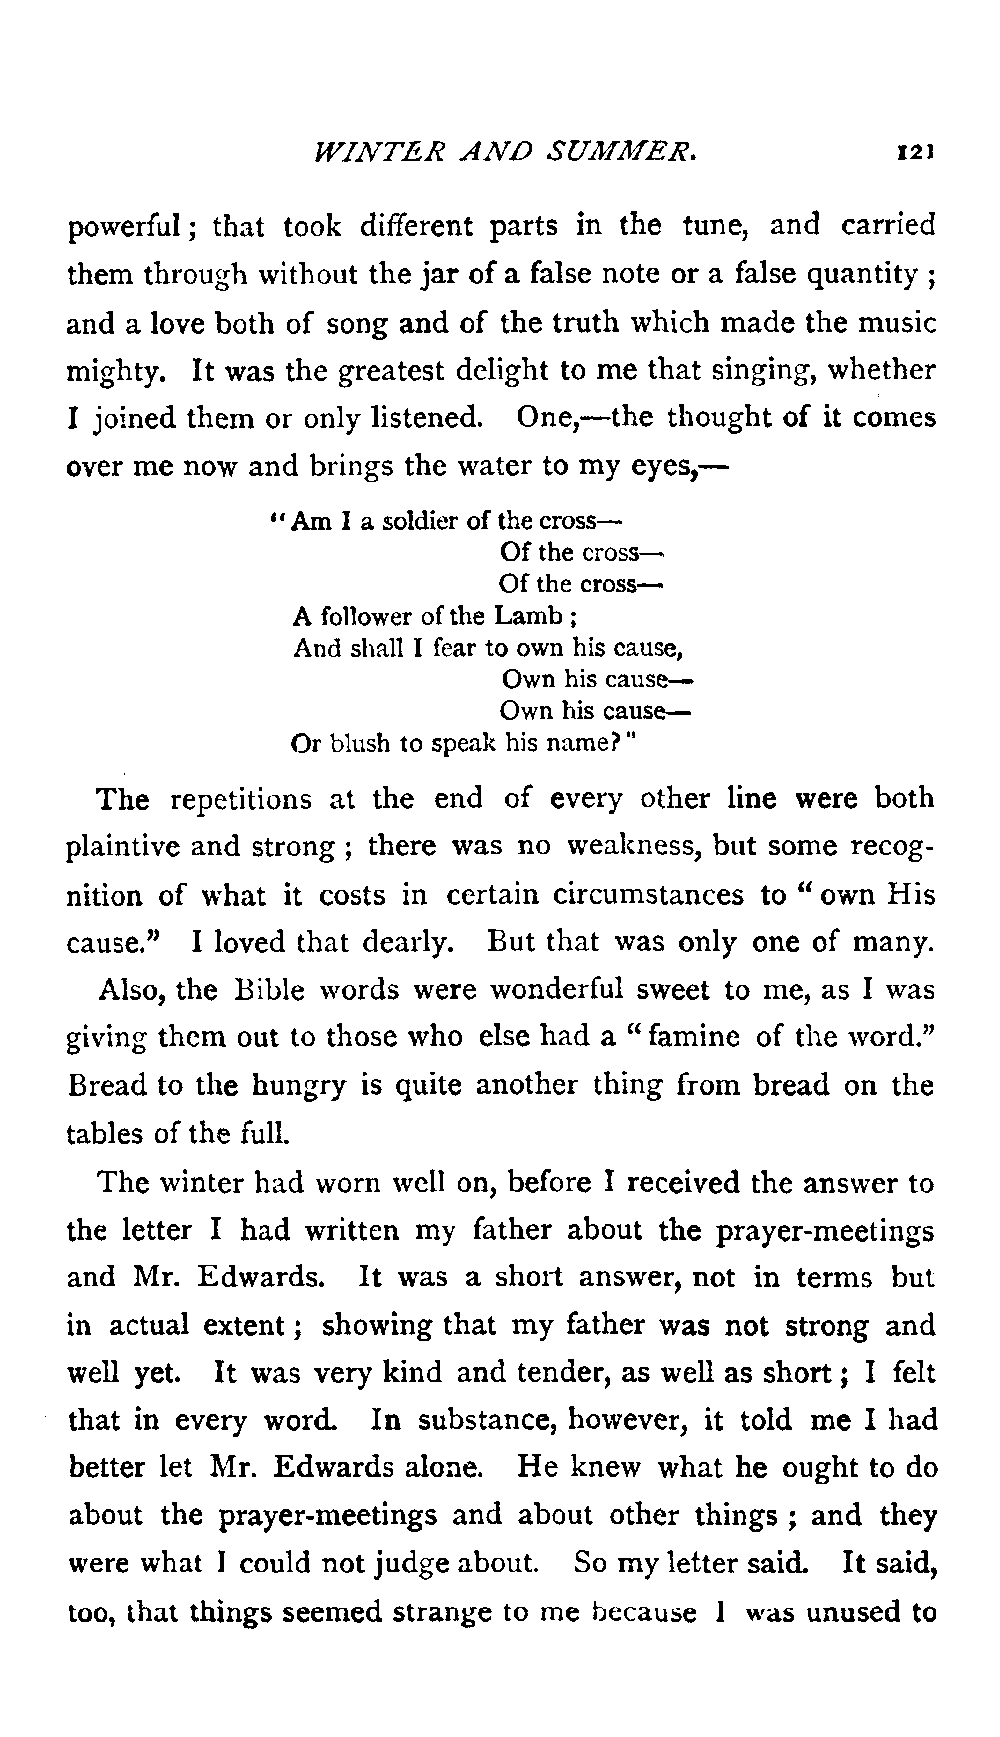 WINTER AND SUMMER. 121
powerful; that took different parts in the tune, and carried
them through without the jar of a false note or a false quantity;
and a love both of song and of the truth which made the music
mighty. It was the greatest delight to me that singing, whether
I joined them or only listened. One,—the thought of it comes
over me now and brings the water to my eyes,—
"Am I a soldier of the cross—
Of the cross—
Of the cross—
A follower of the Lamb;
And shall I fear to own his cause,
Own his cause—
Own his cause—
Or blush to speak his name?"
The repetitions at the end of every other line were both
plaintive and strong; there was no weakness, but some recog-
nition of what it costs in certain circumstances to "own His
cause." I loved that dearly. But that was only one of many.
Also, the Bible words were wonderful sweet to me, as I was
giving them out to those who else had a "famine of the word."
Bread to the hungry is quite another thing from bread on the
tables of the full.
The winter had worn well on, before I received the answer to
the letter I had written my father about the prayer-meetings
and Mr. Edwards. It was a short answer, not in terms but
in actual extent; showing that my father was not strong and
well yet. It was very kind and tender, as well as short; I felt
that in every word. In substance, however, it told me I had
better let Mr. Edwards alone. He knew what he ought to do
about the prayer-meetings and about other things; and they
were what I could not judge about. So my letter said. It said,
too, that things seemed strange to me because I was unused to